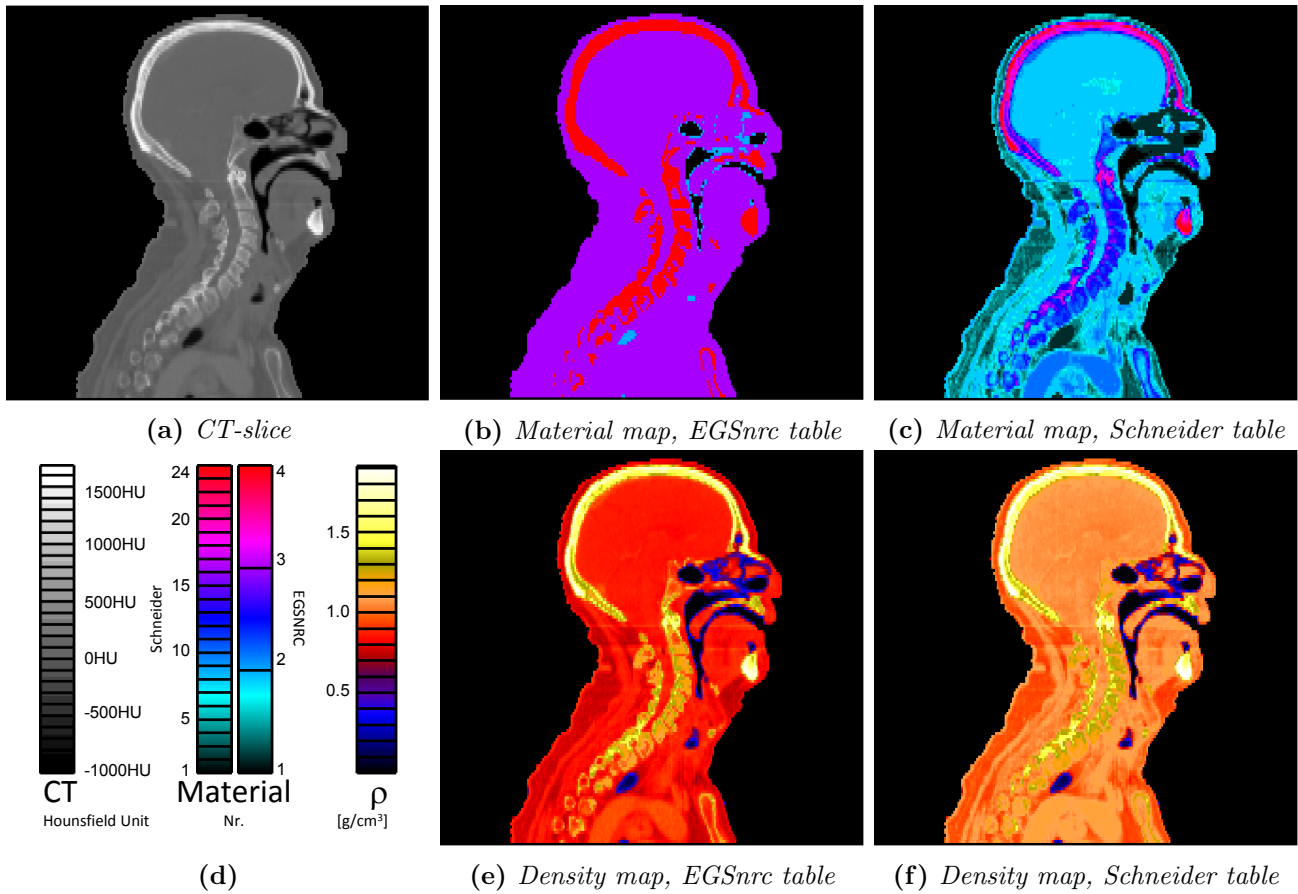 (a) CT-slice
(b) Material map, EGSnrc table
(c) Material map, Schneider table
1500HU
1000HU
500HU
0HU
-500HU
-1000HU
CT
Hounsfield Unit
Schneider
24
20
15
10
5
1
EGSNRC
4
3
2
1
Material
Nr.
1.5
1.0
0.5
ρ
[g/cm³]
(d)
(e) Density map, EGSnrc table
(f) Density map, Schneider table